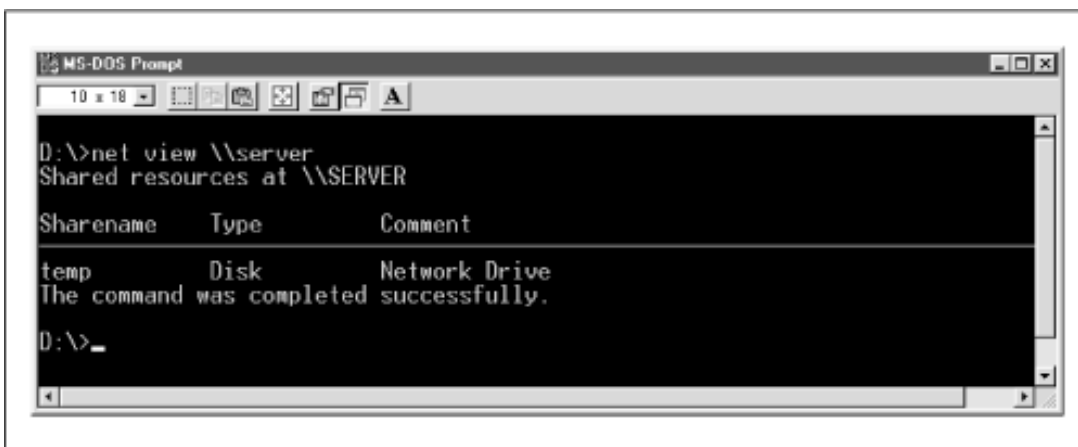 MS-DOS Prompt
10 x 18 A
D:\>net view \\server
Shared resources at \\SERVER
Sharename Type Comment
temp Disk Network Drive
The command was completed successfully.
D:\>_